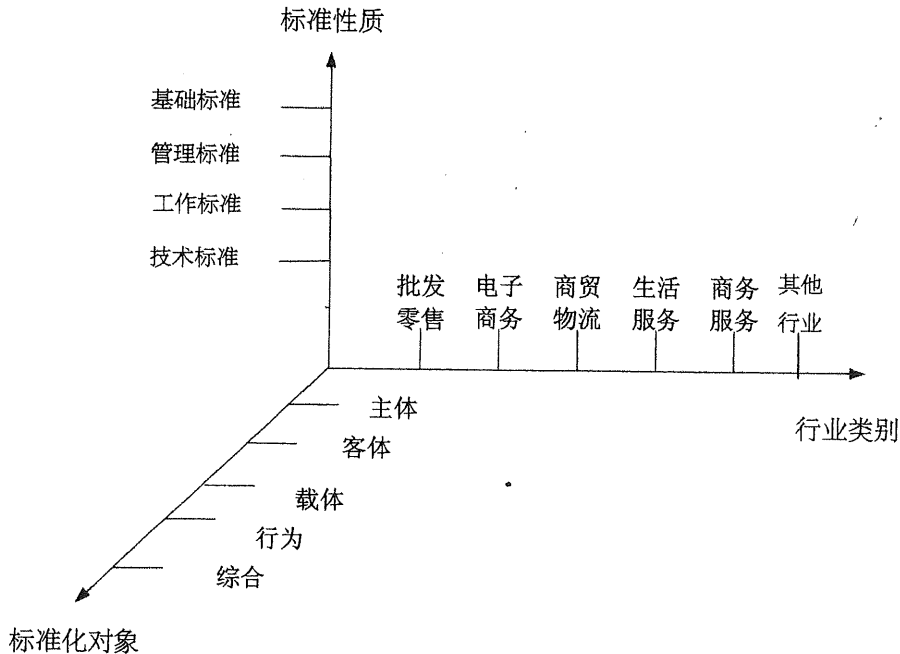 标准性质
基础标准
管理标准
工作标准
技术标准
批发 电子 商贸 生活 商务 其他
零售 商务 物流 服务 服务 行业
行业类别
主体
客体
载体
行为
综合
标准化对象